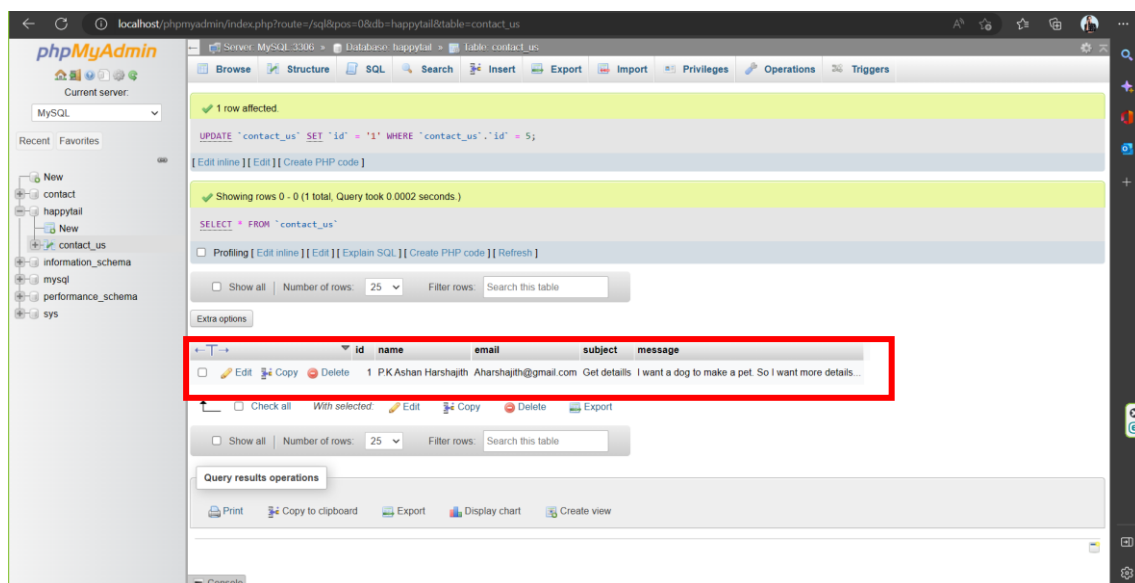 localhost/phpmyadmin/index.php?route=/sql&pos=0&db=happytail&table=contact_us
phpMyAdmin
Current server:
MySQL
Recent Favorites
New
contact
happytail
New
contact_us
information_schema
mysql
performance_schema
sys
Server: MySQL:3306 » Database: happytail » Table: contact_us
Browse Structure SQL Search Insert Export Import Privileges Operations Triggers
1 row affected.
UPDATE `contact_us` SET `id` = '1' WHERE `contact_us`.`id` = 5;
[ Edit inline ] [ Edit ] [ Create PHP code ]
Showing rows 0 - 0 (1 total, Query took 0.0002 seconds.)
SELECT * FROM `contact_us`
Profiling [ Edit inline ] [ Edit ] [ Explain SQL ] [ Create PHP code ] [ Refresh ]
Show all | Number of rows: 25 Filter rows: Search this table
Extra options
←T→ id name email subject message
Edit Copy Delete 1 P.K Ashan Harshajith Aharshajith@gmail.com Get detaills I want a dog to make a pet. So I want more details...
Check all With selected: Edit Copy Delete Export
Show all | Number of rows: 25 Filter rows: Search this table
Query results operations
Print Copy to clipboard Export Display chart Create view
Console